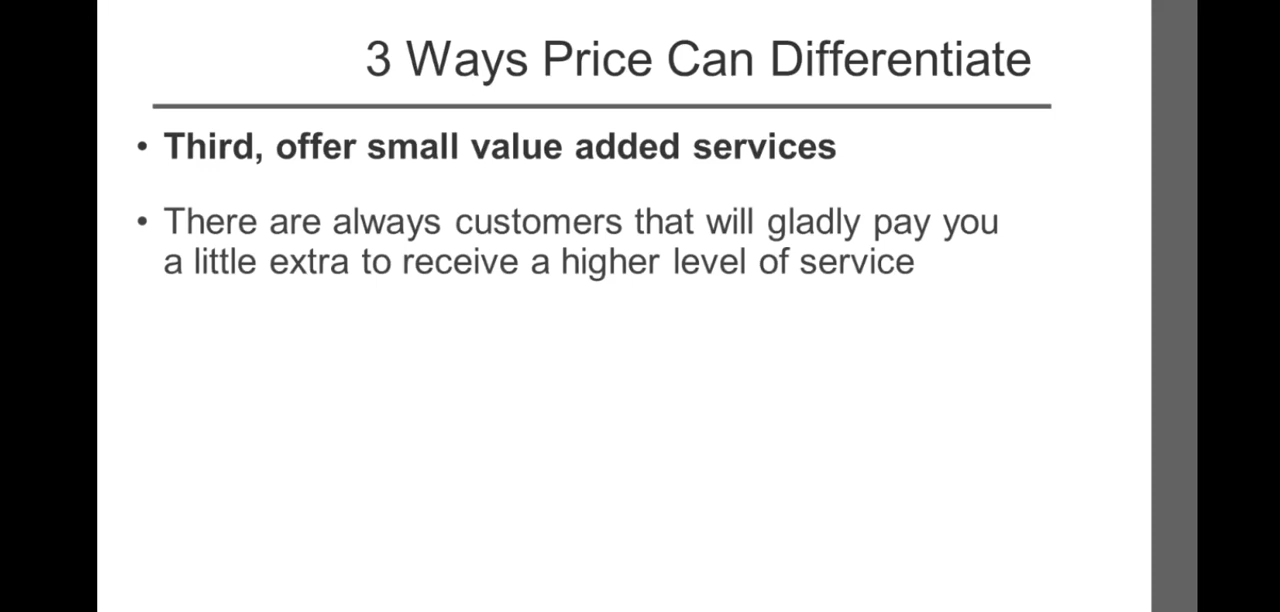 3 Ways Price Can Differentiate
• Third, offer small value added services
• There are always customers that will gladly pay you
a little extra to receive a higher level of service